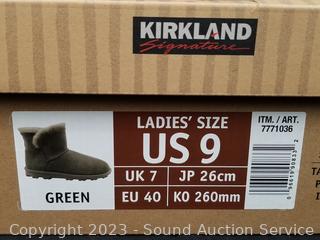 KIRKLAND
Signature
LADIES' SIZE
US 9
UK 7 JP 26cm
EU 40 KO 260mm
GREEN
ITM. / ART.
7771036
Copyright 2023 - Sound Auction Service